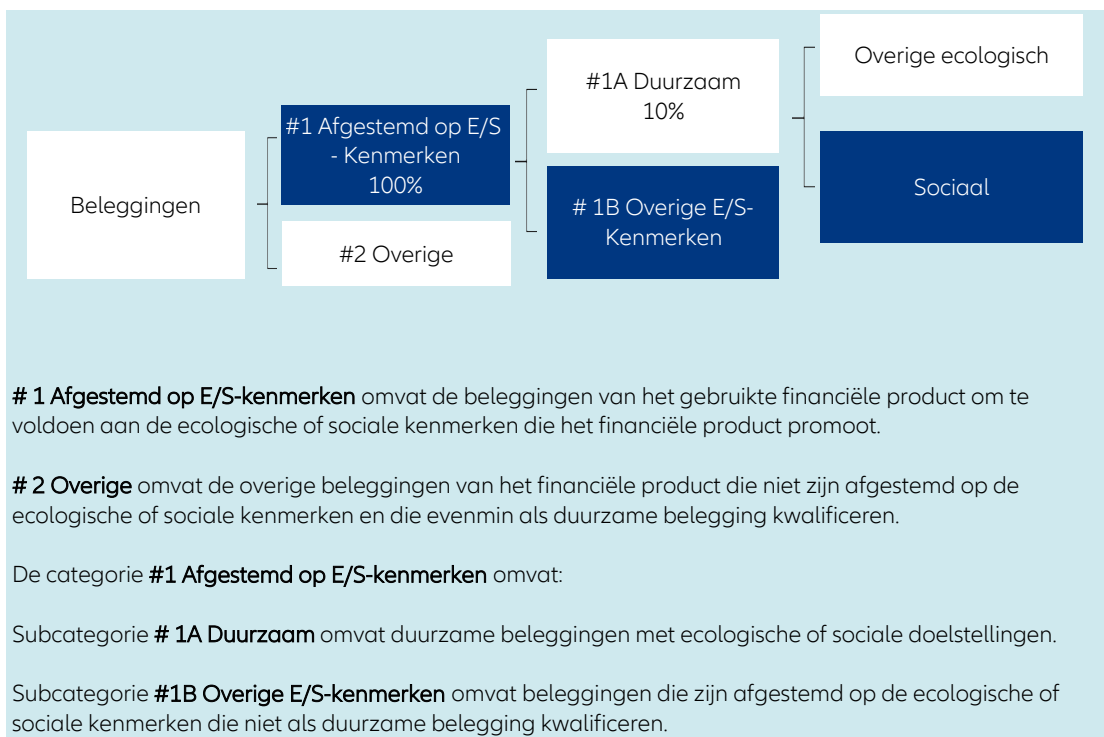 Beleggingen
#1 Afgestemd op E/S
- Kenmerken
100%
#2 Overige
#1A Duurzaam
10%
# 1B Overige E/S-
Kenmerken
Overige ecologisch
Sociaal
# 1 Afgestemd op E/S-kenmerken omvat de beleggingen van het gebruikte financiële product om te
voldoen aan de ecologische of sociale kenmerken die het financiële product promoot.
# 2 Overige omvat de overige beleggingen van het financiële product die niet zijn afgestemd op de
ecologische of sociale kenmerken en die evenmin als duurzame belegging kwalificeren.
De categorie #1 Afgestemd op E/S-kenmerken omvat:
Subcategorie # 1A Duurzaam omvat duurzame beleggingen met ecologische of sociale doelstellingen.
Subcategorie #1B Overige E/S-kenmerken omvat beleggingen die zijn afgestemd op de ecologische of
sociale kenmerken die niet als duurzame belegging kwalificeren.